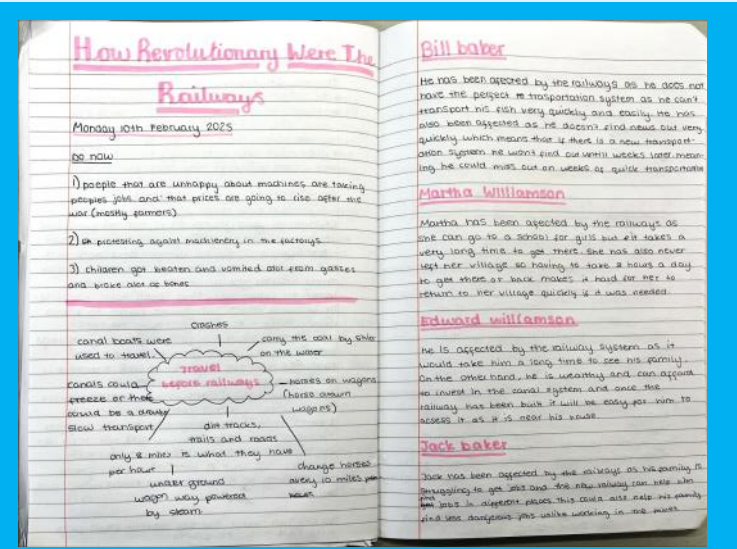 How Revolutionary Were The
Railways
Monday 10th February 2025
Do now
1) poeple that are unhappy about machines are taking
peoples jobs and that prices are going to rise after the
war (mostly farmers)
2) protesting against machienery in the factorys
3) children got beaten and vomited alot from gasses
and broke alot of bones
crashes
canal boats were
used to travel
carry the coal by ship
on the water
Travel
before railways
canals could
freeze or there
could be a
slow transport
horses on wagons
(horse drawn
wagons)
dirt tracks,
trails and roads
only 8 miles is what they have
per hour
under ground
wagon way powered
by steam
change horses
every 10 miles
Bill baker
He has been afected by the railways as he does not
have the perfect trasportation system as he can't
transport his fish very quickly and easily. He has
also been affected as he doesn't find news out very
quickly which means that if there is a new transport-
ation system he wont find out untill weeks later mean-
ing he could miss out on weeks of quick transportation
Martha Williamson
Martha has been afected by the railways as
she can go to a school for girls but it takes a
very long time to get there. She has also never
left her village so having to take 2 hours a day
to get there or back makes it hard for her to
return to her village quickly if it was needed.
Edward williamson
He is affected by the railway system as it
would take him a long time to see his family.
On the other hand, he is wealthy and can afford
to invest in the canal system and once the
railway has been built it will be easy for him to
access it as it is near his house.
Jack baker
Jack has been affected by the railways as his family is
struggling to get jobs and the new railway can help him
find jobs in different places. This could also help his family
find less dangerous jobs unlike working in the mines